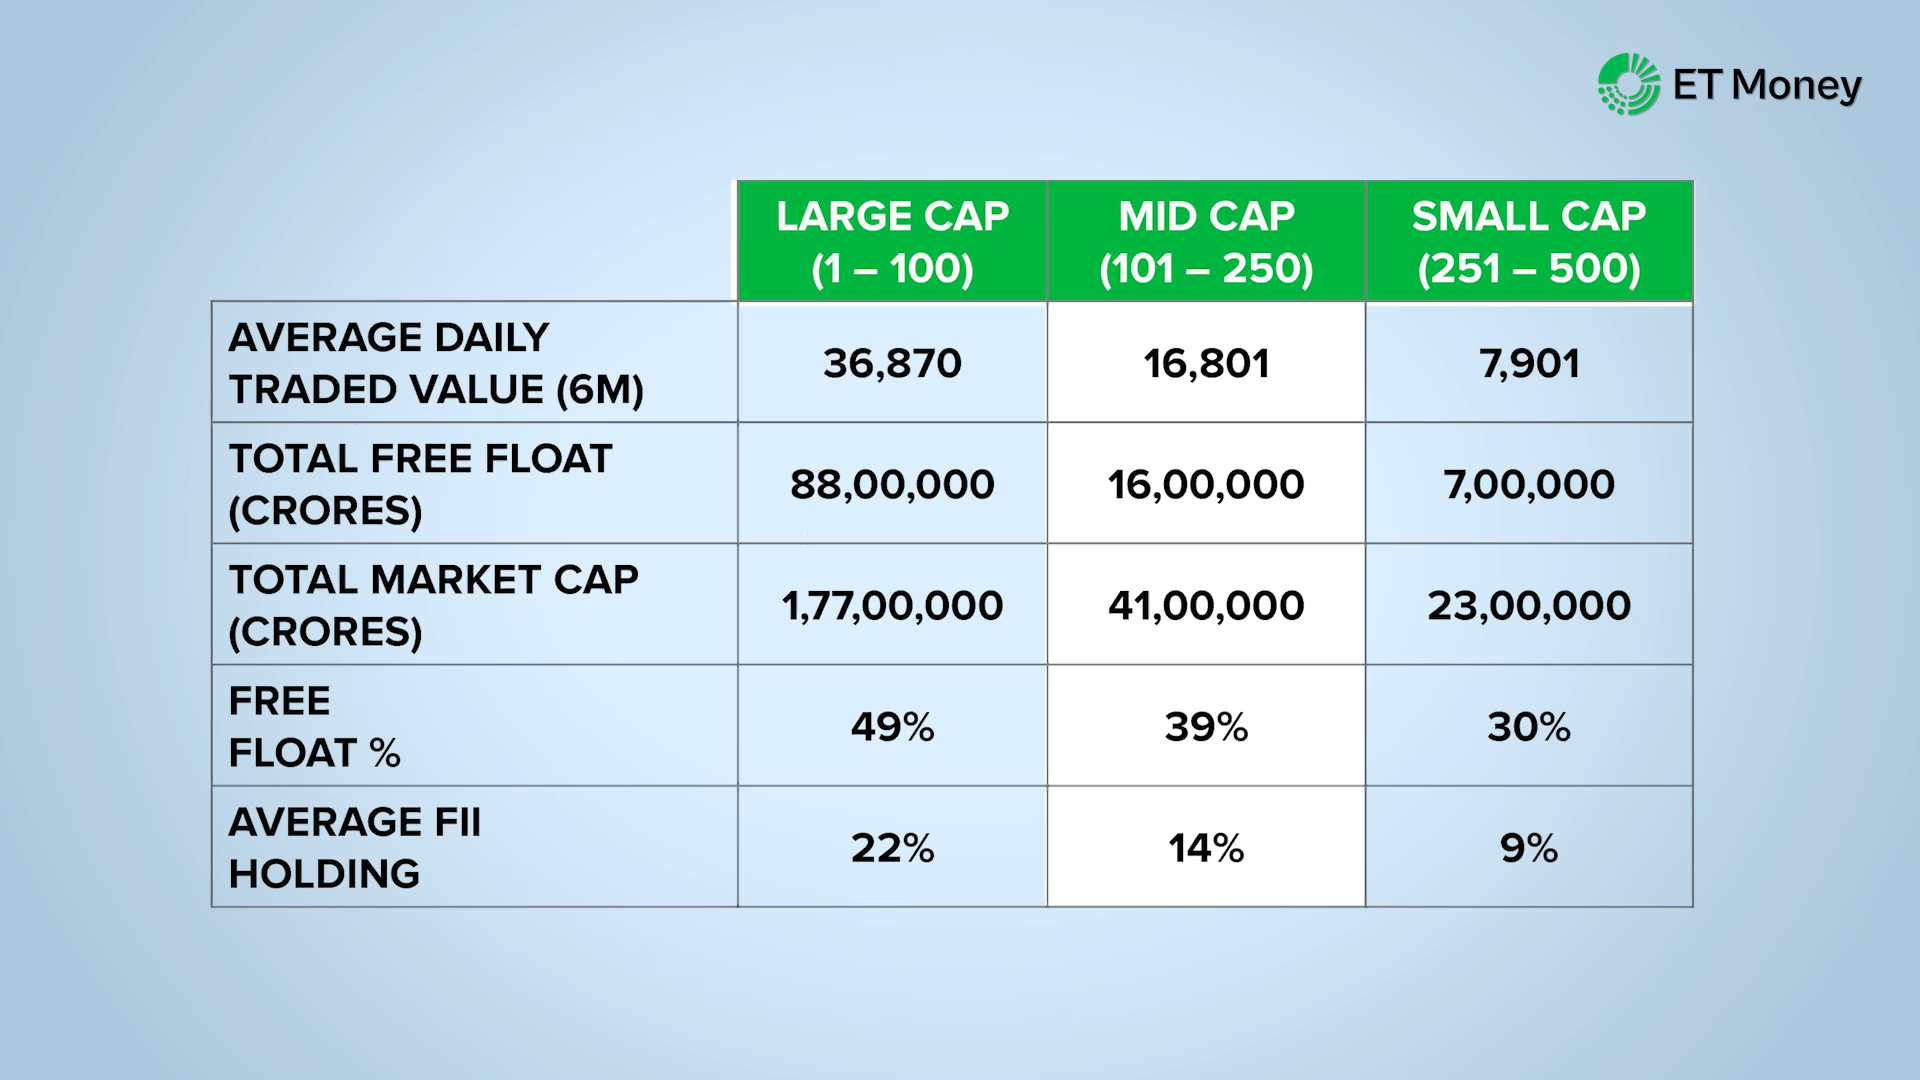 ET Money
LARGE CAP
(1 – 100)
MID CAP
(101 – 250)
SMALL CAP
(251 – 500)
AVERAGE DAILY
TRADED VALUE (6M)
36,870
16,801
7,901
TOTAL FREE FLOAT
(CRORES)
88,00,000
16,00,000
7,00,000
TOTAL MARKET CAP
(CRORES)
1,77,00,000
41,00,000
23,00,000
FREE
FLOAT %
49%
39%
30%
AVERAGE FII
HOLDING
22%
14%
9%